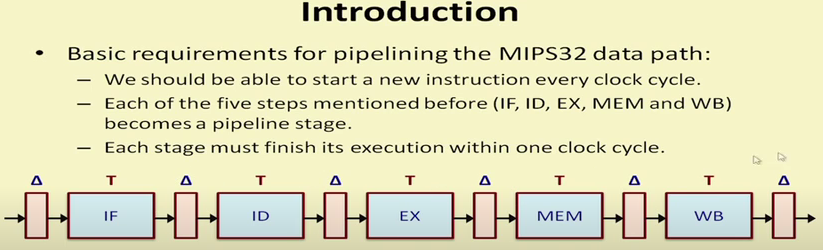 Introduction
• Basic requirements for pipelining the MIPS32 data path:
– We should be able to start a new instruction every clock cycle.
– Each of the five steps mentioned before (IF, ID, EX, MEM and WB)
becomes a pipeline stage.
– Each stage must finish its execution within one clock cycle.
Δ T Δ T Δ T Δ T Δ T Δ
IF ID EX MEM WB